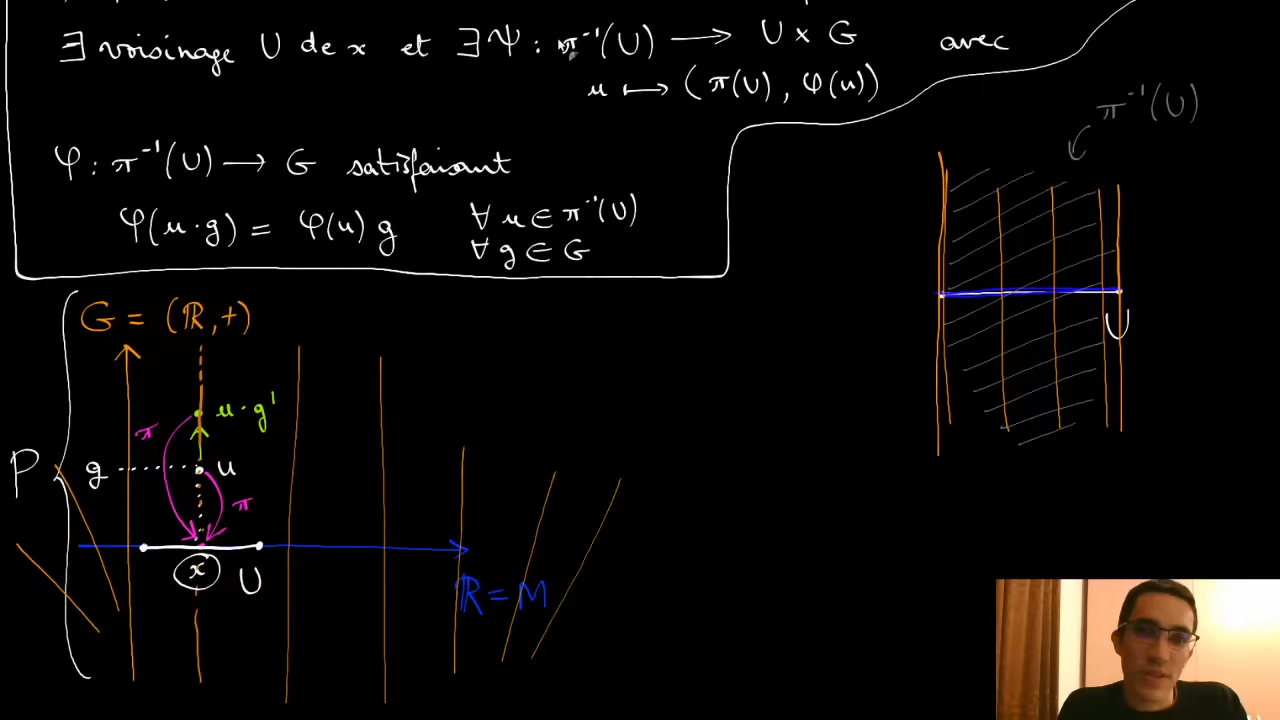 ∃ voisinage U de x et ∃ Ψ : π⁻¹(U) ⟶ U × G avec
u ⟼ (π(U), φ(u))
π⁻¹(U)
φ : π⁻¹(U) ⟶ G satisfaisant
φ(u·g) = φ(u) g ∀ u ∈ π⁻¹(U)
∀ g ∈ G
G = (ℝ, +)
U
u·g'
π
P
g
u
π
x
U
ℝ = M